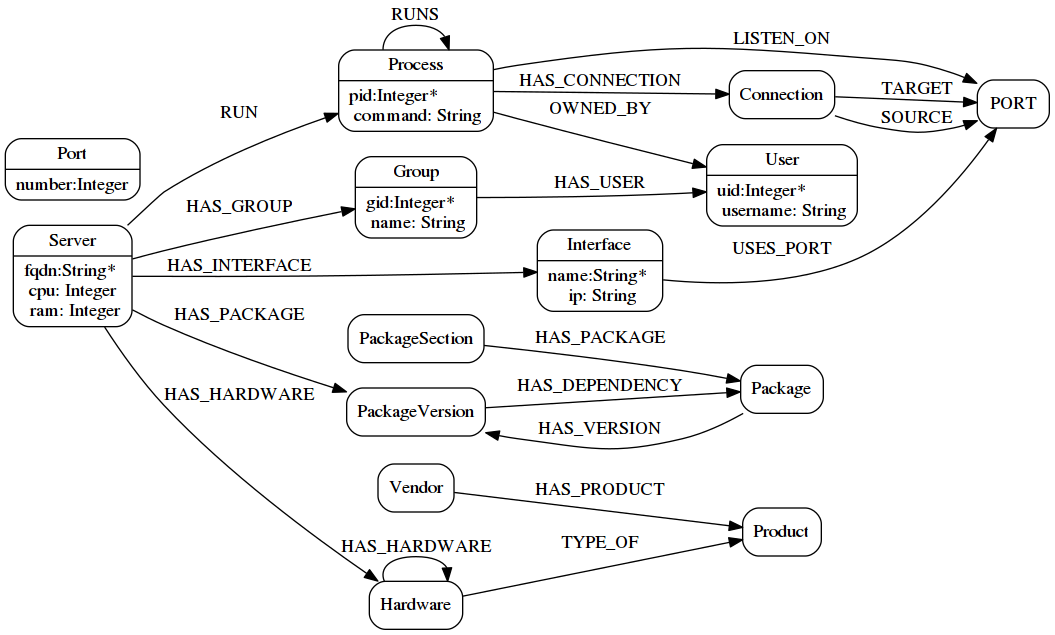 RUNS
LISTEN_ON
Process
pid:Integer*
command: String
HAS_CONNECTION
Connection
TARGET
SOURCE
PORT
OWNED_BY
RUN
Port
number:Integer
Group
gid:Integer*
name: String
HAS_USER
User
uid:Integer*
username: String
HAS_GROUP
Server
fqdn:String*
cpu: Integer
ram: Integer
HAS_INTERFACE
Interface
name:String*
ip: String
USES_PORT
HAS_PACKAGE
PackageSection
HAS_PACKAGE
Package
PackageVersion
HAS_DEPENDENCY
HAS_VERSION
HAS_HARDWARE
Vendor
HAS_PRODUCT
Product
TYPE_OF
HAS_HARDWARE
Hardware